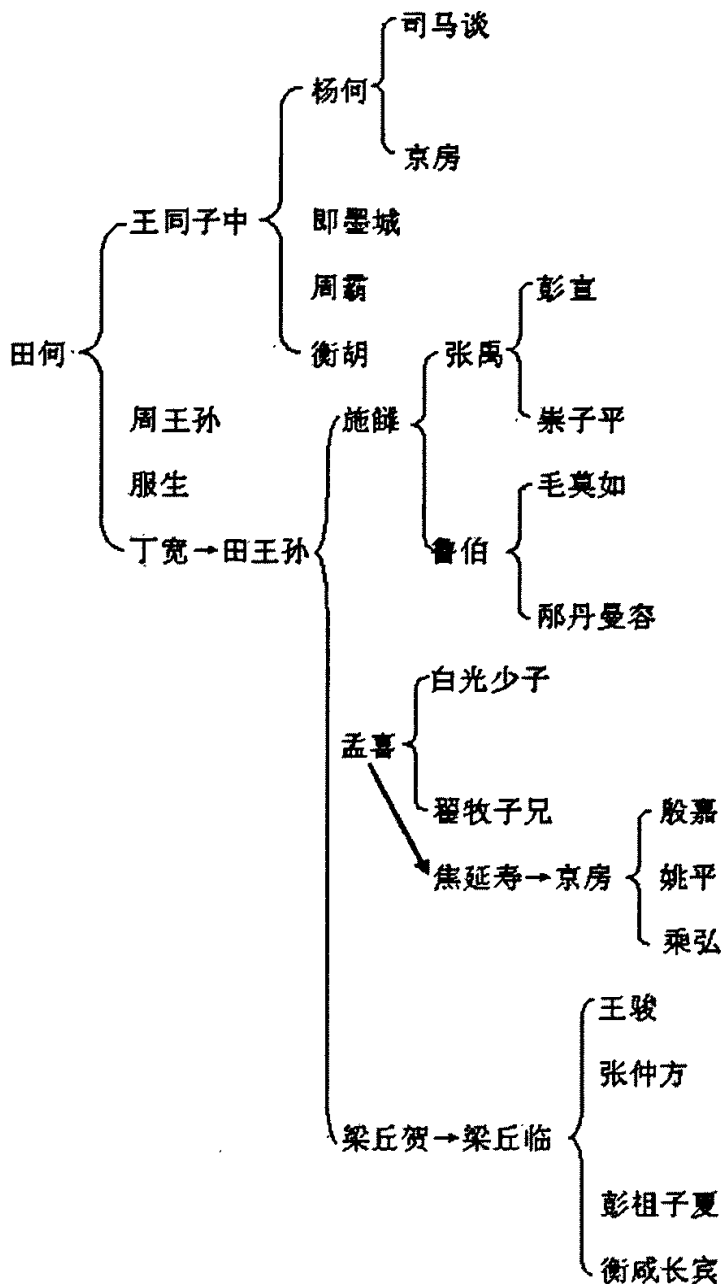 司马谈
杨何
京房
王同子中
即墨城
周霸
彭宣
田何
衡胡
张禹
周王孙
施雠
崇子平
服生
毛莫如
丁宽→田王孙
鲁伯
邴丹曼容
白光少子
孟喜
翟牧子兄
殷嘉
焦延寿→京房
姚平
乘弘
王骏
张仲方
梁丘贺→梁丘临
彭祖子夏
衡咸长宾